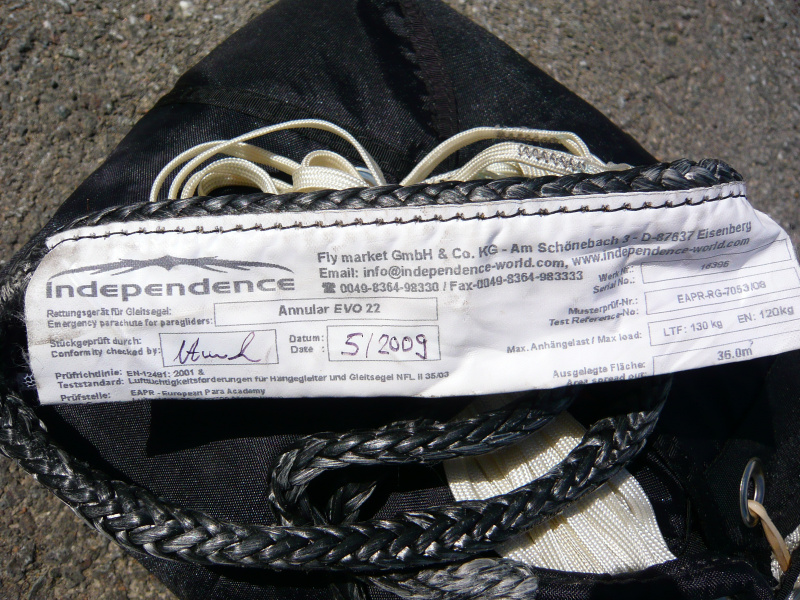 independence
Fly market GmbH & Co. KG - Am Schönebach 3 - D-87637 Eisenberg
Email: info@independence-world.com, www.independence-world.com
☎ 0049-8364-98330 / Fax-0049-8364-983333
Werk Nr.:
Serial No.: 18396
Rettungsgerät für Gleitsegel:
Emergency parachute for paragliders: Annular EVO 22
Musterprüf-Nr.:
Test Reference-No.: EAPR-RG-7053/08
Stückgeprüft durch:
Conformity checked by:
Datum:
Date : 5/2009
Max. Anhängelast / Max load: LTF: 130 kg EN: 120kg
Prüfrichtlinie: EN-12491: 2001 &
Teststandard: Lufttüchtigkeitsforderungen für Hängegleiter und Gleitsegel NFL II 35/03
Ausgelegte Fläche:
Area spread out: 36.0m²
Prüfstelle: EAPR - European Para Academy